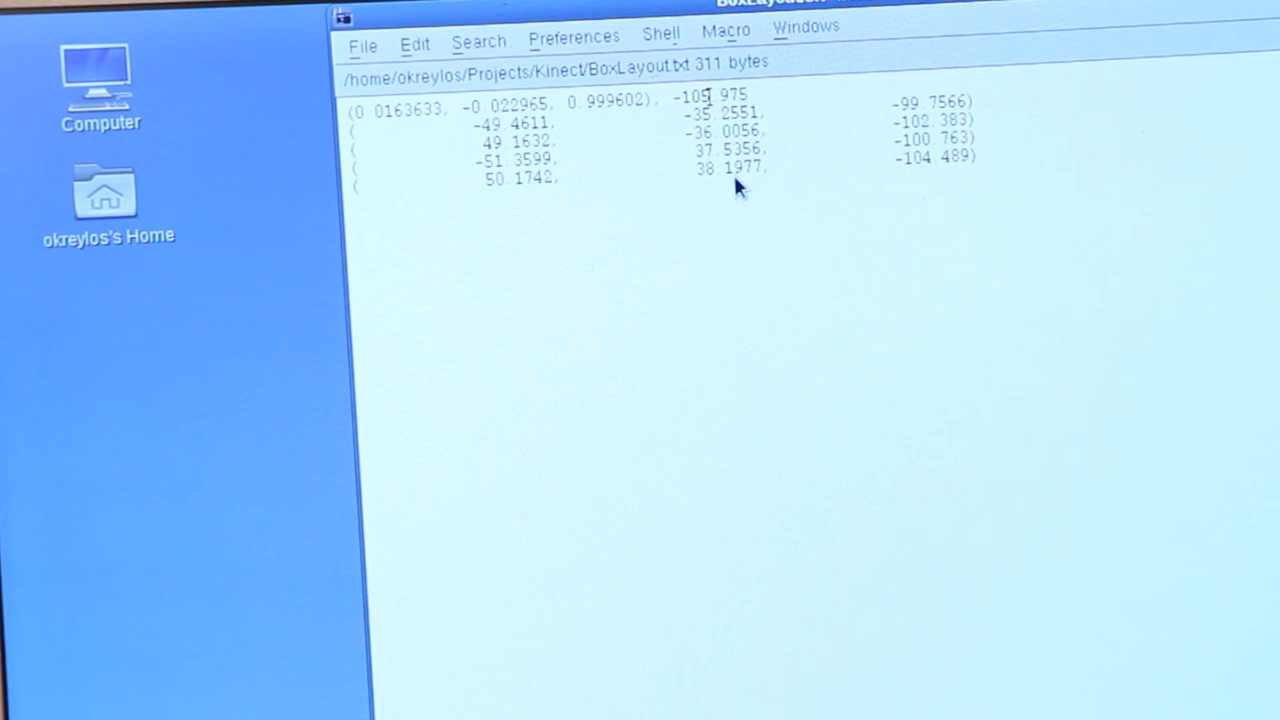 Computer
okreylos's Home
File Edit Search Preferences Shell Macro Windows
/home/okreylos/Projects/Kinect/BoxLayout.txt 311 bytes
(0.0163633, -0.022965, 0.999602), -105.975
( -49.4611, -35.2551, -99.7566)
( 49.1632, -36.0056, -102.383)
( -51.3599, 37.5356, -100.763)
( 50.1742, 38.1977, -104.489)